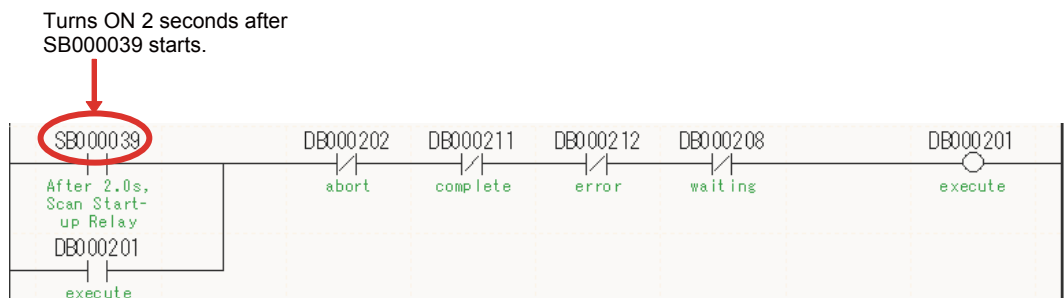 Turns ON 2 seconds after
SB000039 starts.
SB000039
DB000202
DB000211
DB000212
DB000208
DB000201
After 2.0s,
Scan Start-
up Relay
abort
complete
error
waiting
execute
DB000201
execute